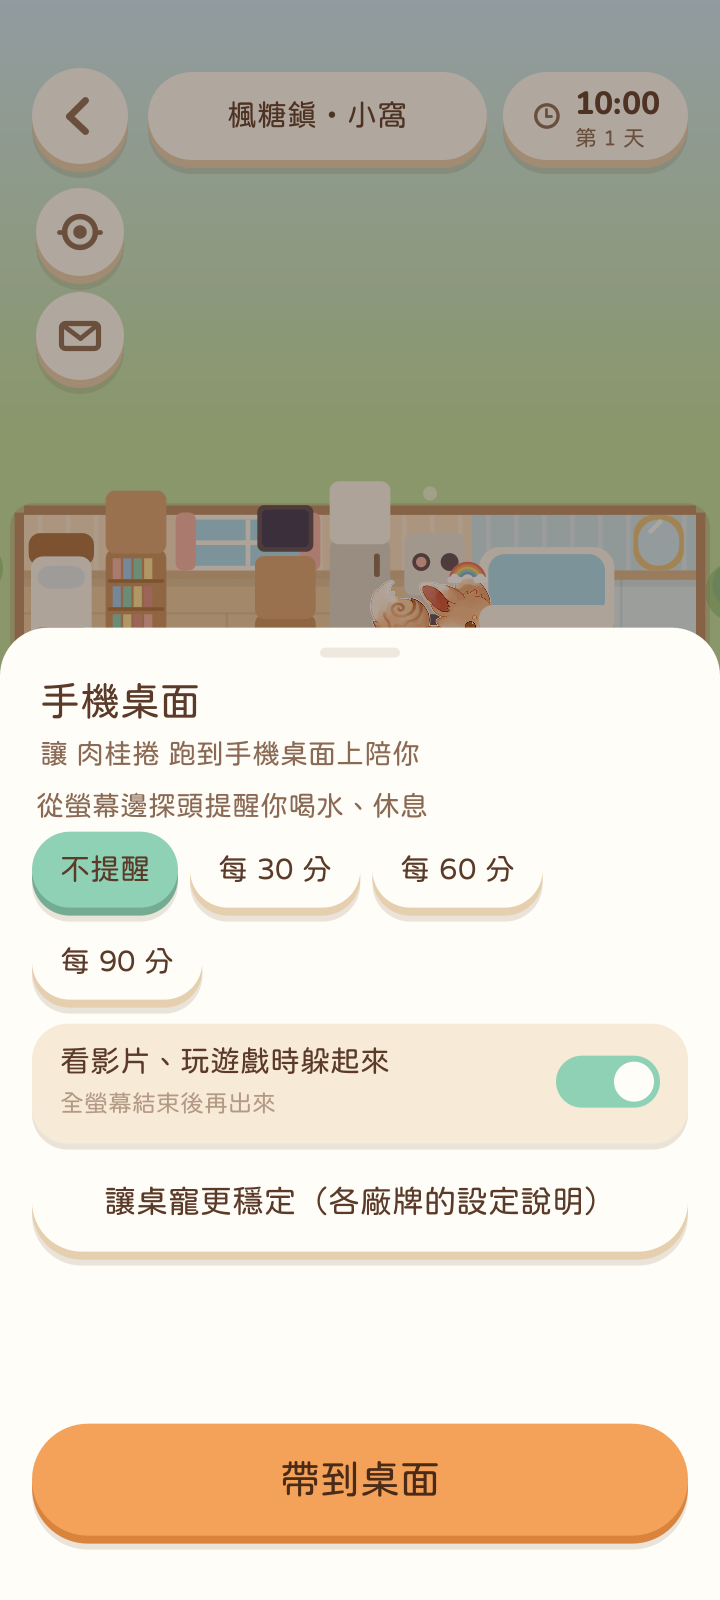 楓糖鎮・小窩
10:00
第 1 天
手機桌面
讓 肉桂捲 跑到手機桌面上陪你
從螢幕邊探頭提醒你喝水、休息
不提醒
每 30 分
每 60 分
每 90 分
看影片、玩遊戲時躲起來
全螢幕結束後再出來
讓桌寵更穩定（各廠牌的設定說明）
帶到桌面